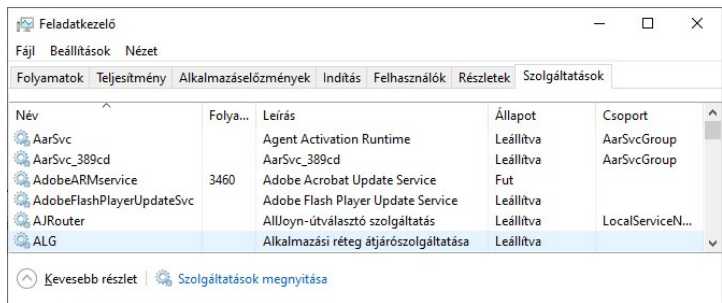 Feladatkezelő
Fájl Beállítások Nézet
Folyamatok Teljesítmény Alkalmazáselőzmények Indítás Felhasználók Részletek Szolgáltatások
Név Folya... Leírás Állapot Csoport
AarSvc Agent Activation Runtime Leállítva AarSvcGroup
AarSvc_389cd AarSvc_389cd Leállítva AarSvcGroup
AdobeARMservice 3460 Adobe Acrobat Update Service Fut
AdobeFlashPlayerUpdateSvc Adobe Flash Player Update Service Leállítva
AJRouter AllJoyn-útválasztó szolgáltatás Leállítva LocalServiceN...
ALG Alkalmazási réteg átjárószolgáltatása Leállítva
Kevesebb részlet Szolgáltatások megnyitása